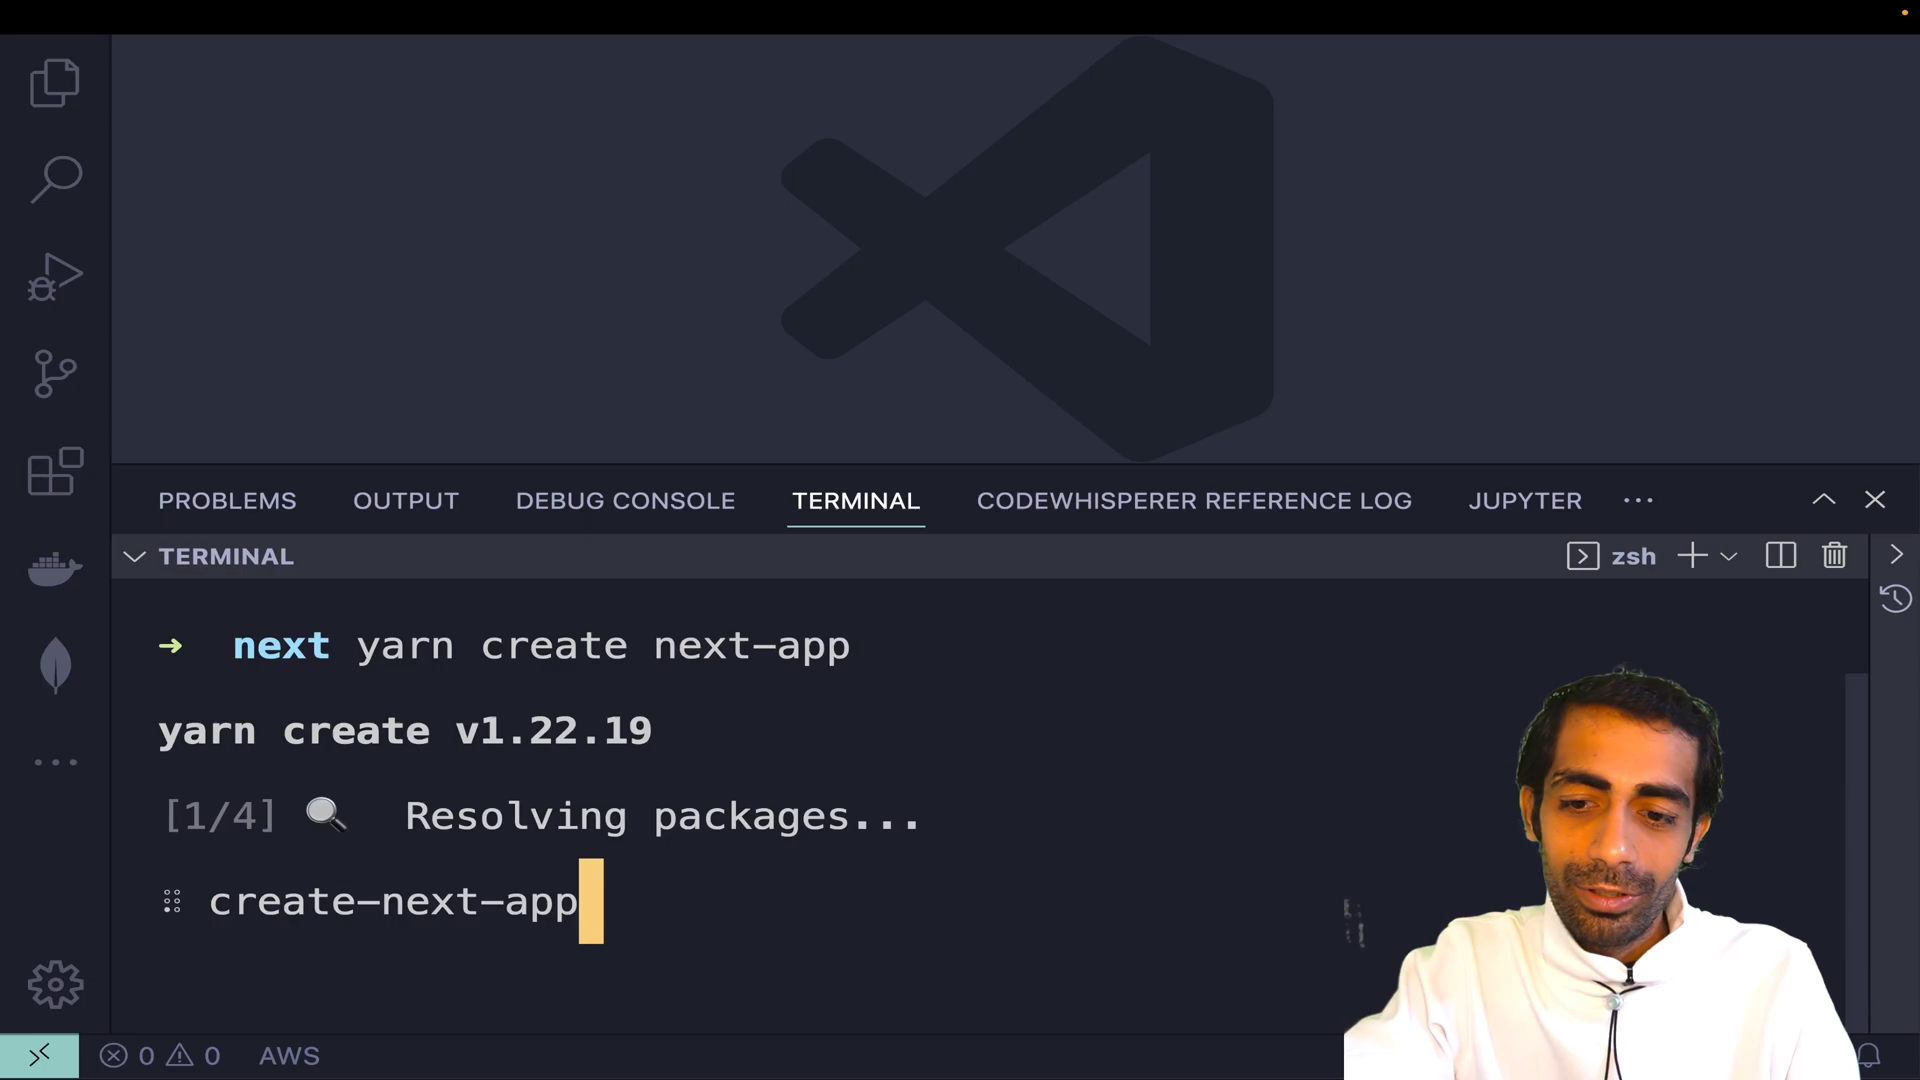 PROBLEMS OUTPUT DEBUG CONSOLE TERMINAL CODEWHISPERER REFERENCE LOG JUPYTER ...
TERMINAL zsh
→ next yarn create next-app
yarn create v1.22.19
[1/4] 🔍 Resolving packages...
⠿ create-next-app
0 0 AWS